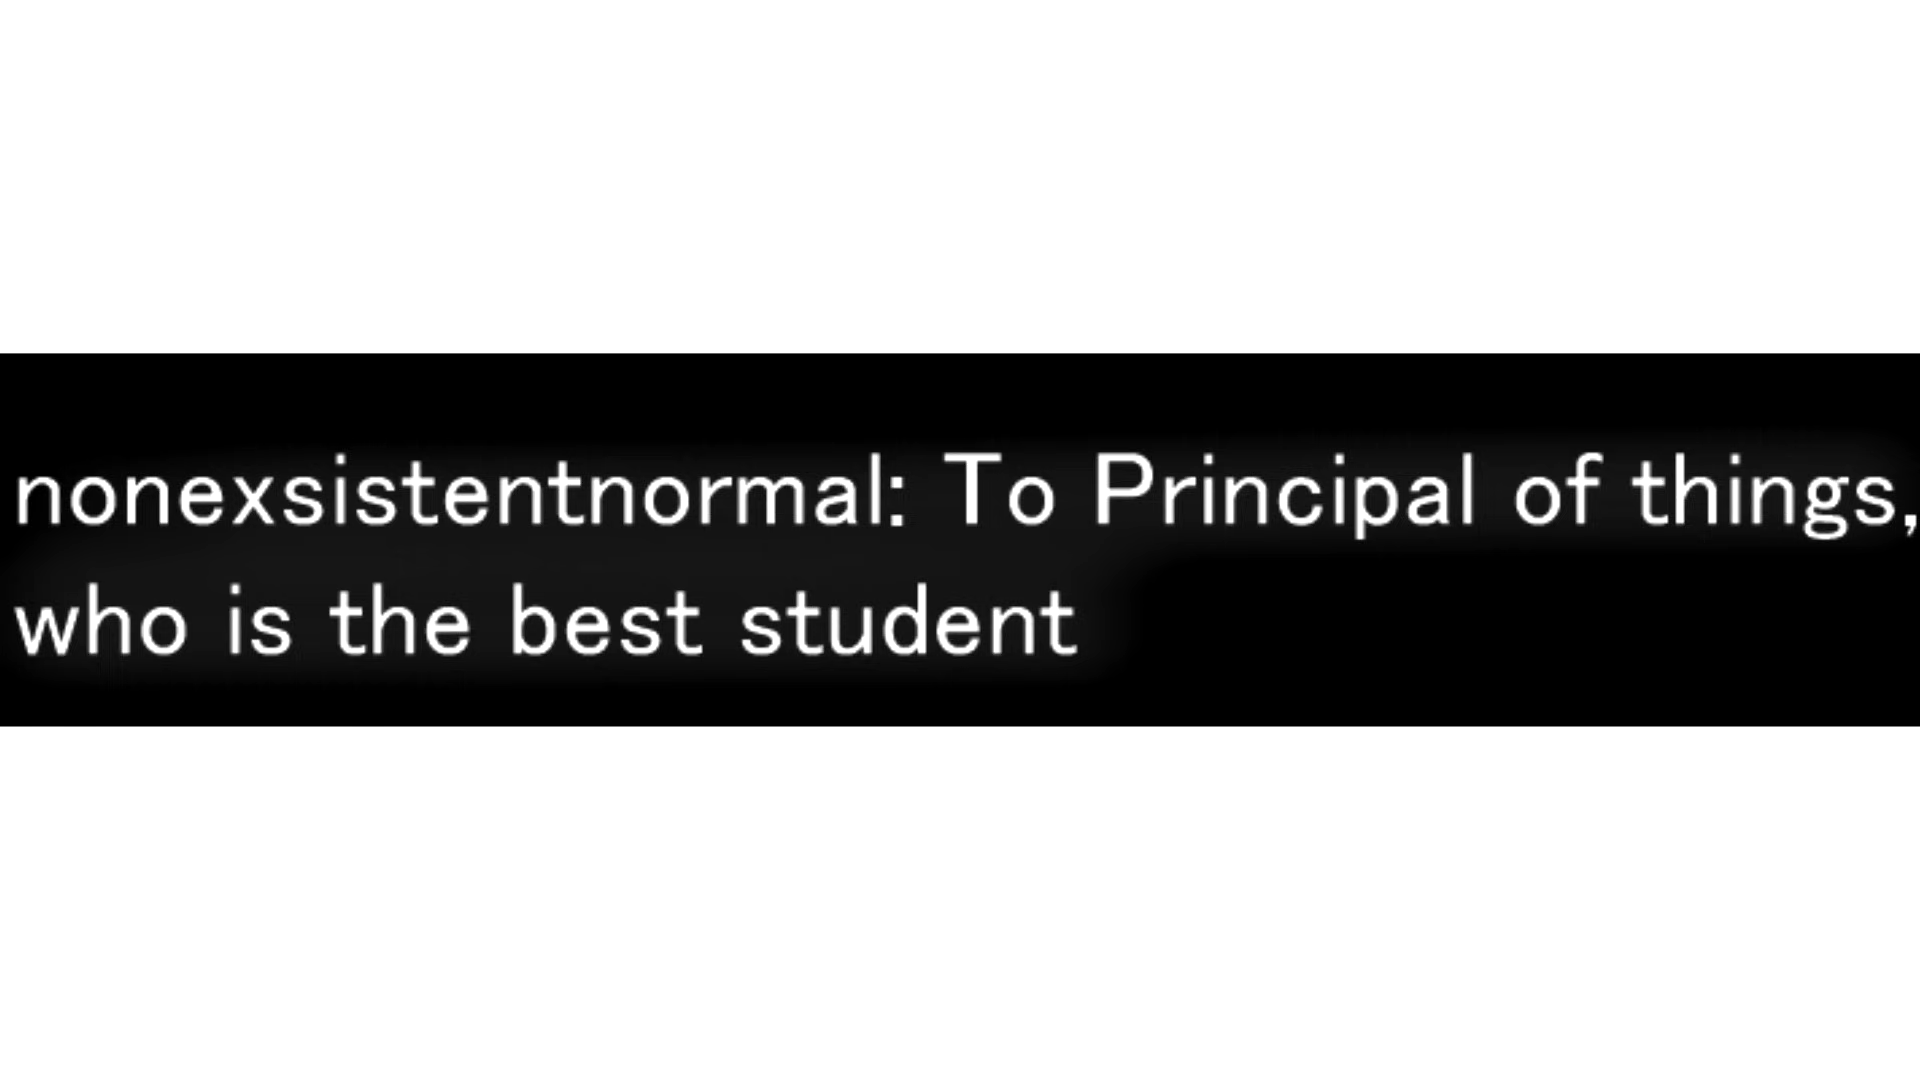 nonexsistentnormal: To Principal of things,
who is the best student